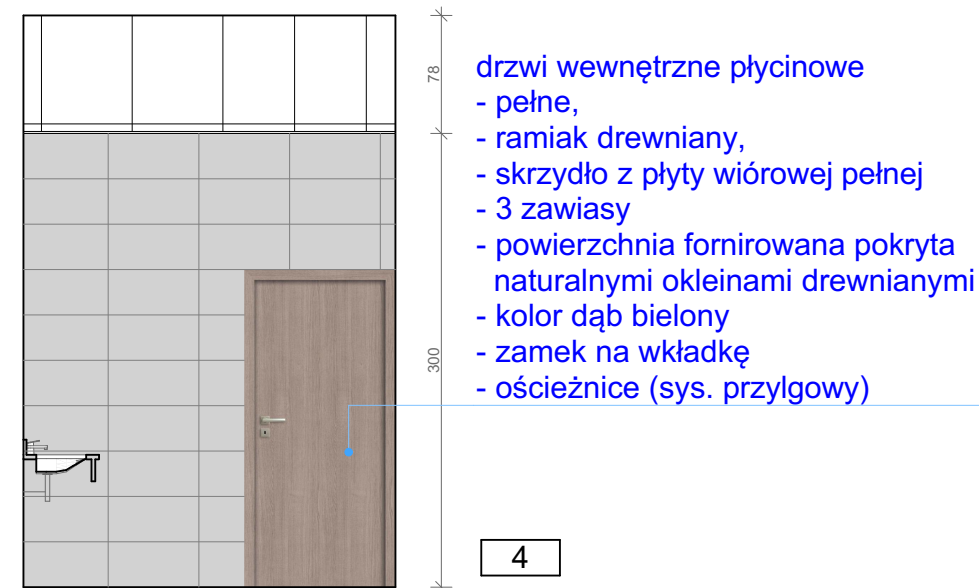 78
drzwi wewnętrzne płycinowe
- pełne,
- ramiak drewniany,
- skrzydło z płyty wiórowej pełnej
- 3 zawiasy
- powierzchnia fornirowana pokryta
naturalnymi okleinami drewnianymi
- kolor dąb bielony
- zamek na wkładkę
- ościeżnice (sys. przylgowy)
300
4